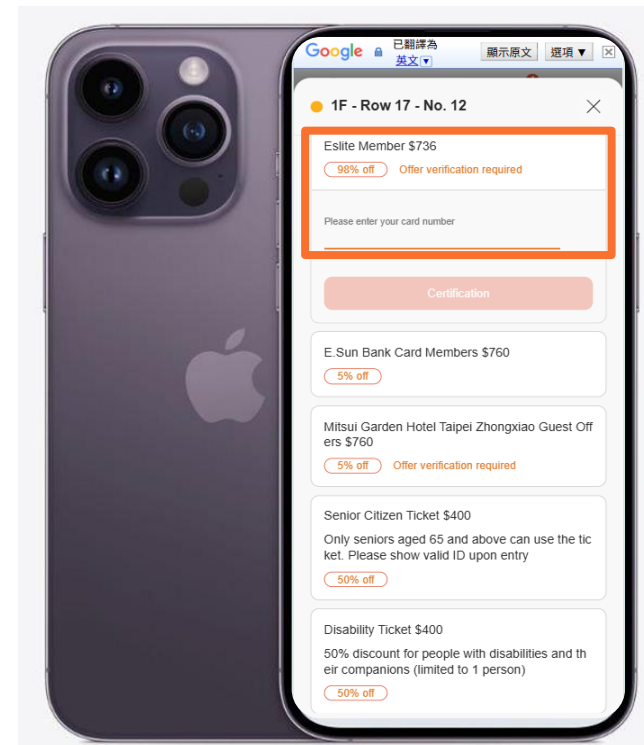 Google 已翻譯為 英文 ▼ 顯示原文 選項 ▼
1F - Row 17 - No. 12
Eslite Member $736
98% off Offer verification required
Please enter your card number
Certification
E.Sun Bank Card Members $760
5% off
Mitsui Garden Hotel Taipei Zhongxiao Guest Off
ers $760
5% off Offer verification required
Senior Citizen Ticket $400
Only seniors aged 65 and above can use the tic
ket. Please show valid ID upon entry
50% off
Disability Ticket $400
50% discount for people with disabilities and th
eir companions (limited to 1 person)
50% off